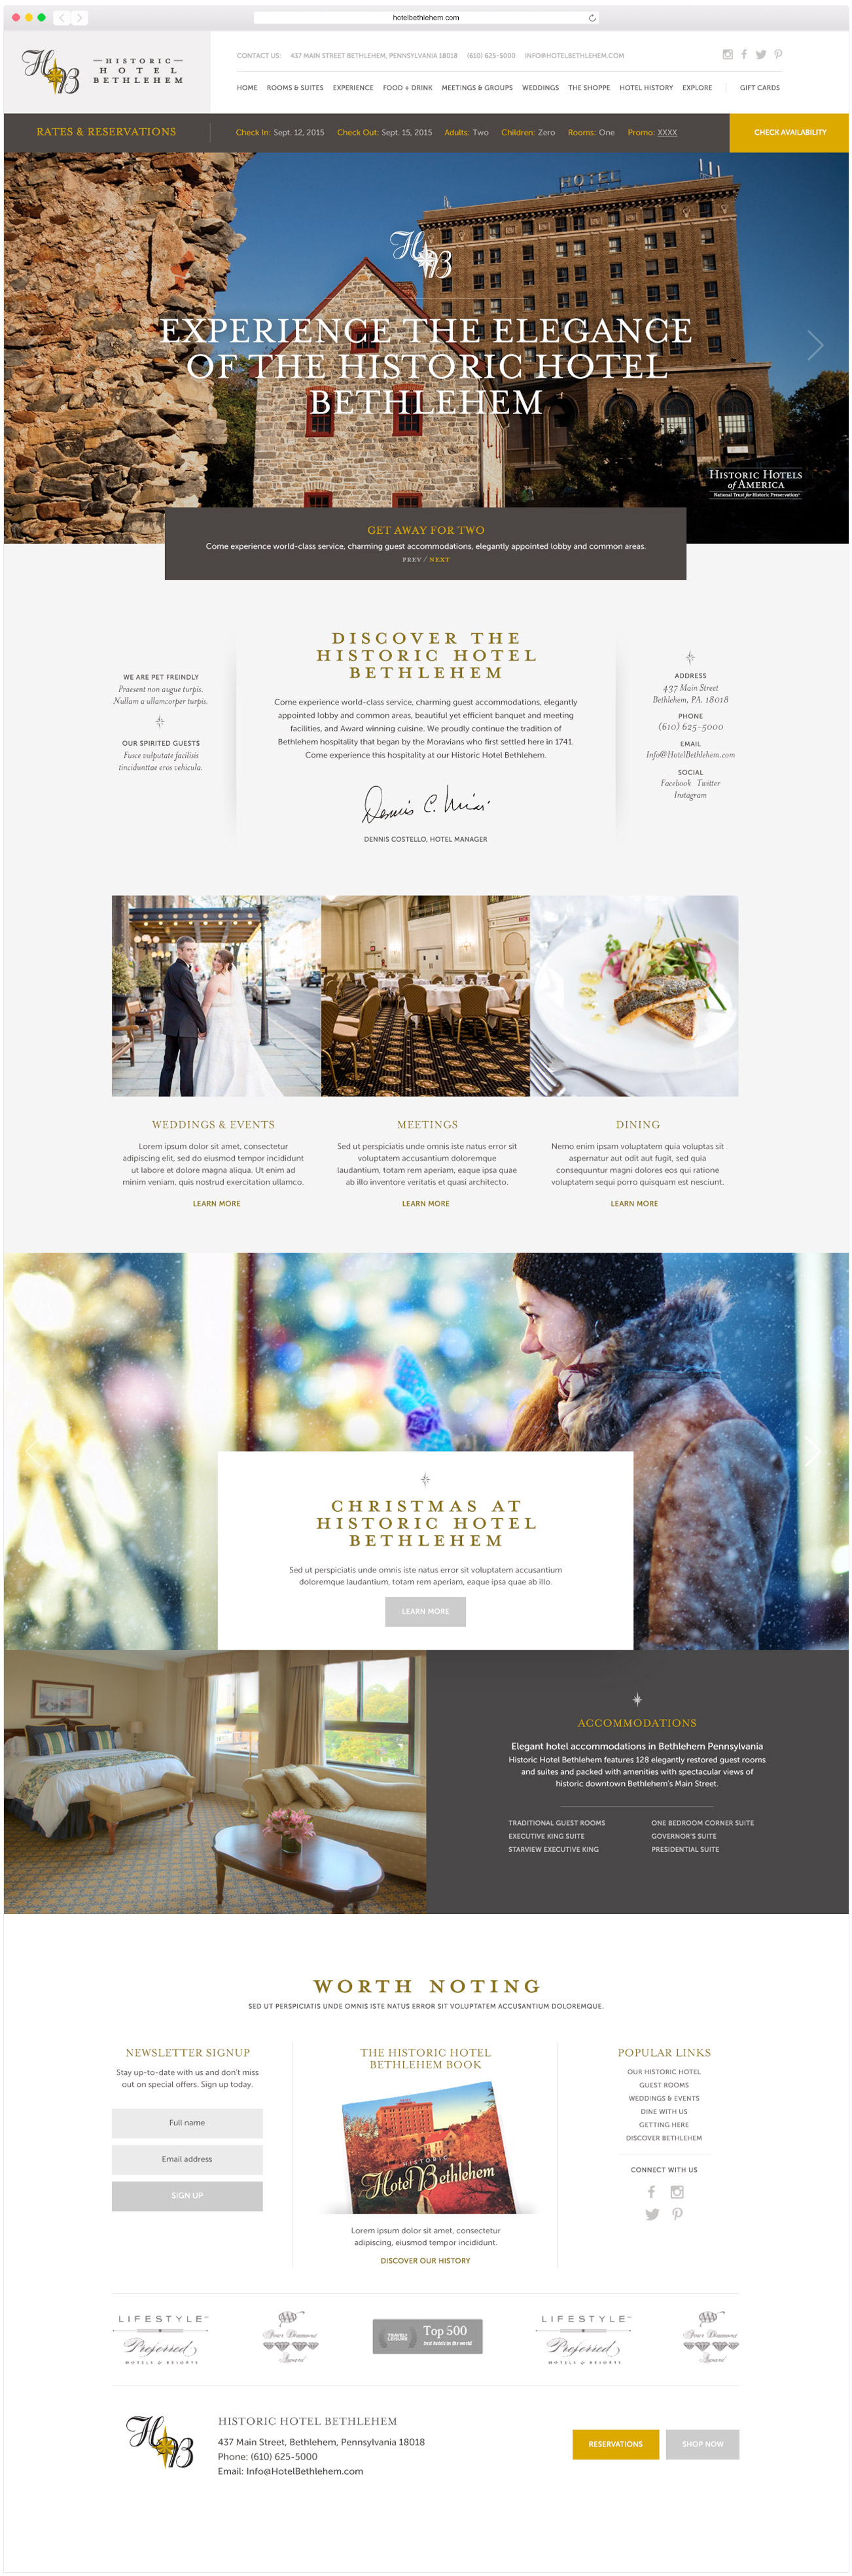 hotelbethlehem.com
HISTORIC
HOTEL
BETHLEHEM
CONTACT US: 437 MAIN STREET BETHLEHEM, PENNSYLVANIA 18018 (610) 625-5000 INFO@HOTELBETHLEHEM.COM
HOME ROOMS & SUITES EXPERIENCE FOOD + DRINK MEETINGS & GROUPS WEDDINGS THE SHOPPE HOTEL HISTORY EXPLORE GIFT CARDS
RATES & RESERVATIONS Check In: Sept. 12, 2015 Check Out: Sept. 15, 2015 Adults: Two Children: Zero Rooms: One Promo: XXXX CHECK AVAILABILITY
HOTEL
HB
EXPERIENCE THE ELEGANCE
OF THE HISTORIC HOTEL
BETHLEHEM
HISTORIC HOTELS
of AMERICA
National Trust for Historic Preservation
GET AWAY FOR TWO
Come experience world-class service, charming guest accommodations, elegantly appointed lobby and common areas.
PREV / NEXT
WE ARE PET FREINDLY
Praesent non augue turpis.
Nullam a ullamcorper turpis.
OUR SPIRITED GUESTS
Fusce vulputate facilisis
tincidunttae eros vehicula.
DISCOVER THE
HISTORIC HOTEL
BETHLEHEM
Come experience world-class service, charming guest accommodations, elegantly
appointed lobby and common areas, beautiful yet efficient banquet and meeting
facilities, and Award winning cuisine. We proudly continue the tradition of
Bethlehem hospitality that began by the Moravians who first settled here in 1741.
Come experience this hospitality at our Historic Hotel Bethlehem.
DENNIS COSTELLO, HOTEL MANAGER
ADDRESS
437 Main Street
Bethlehem, PA. 18018
PHONE
(610) 625-5000
EMAIL
Info@HotelBethlehem.com
SOCIAL
Facebook Twitter
Instagram
WEDDINGS & EVENTS
Lorem ipsum dolor sit amet, consectetur
adipiscing elit, sed do eiusmod tempor incididunt
ut labore et dolore magna aliqua. Ut enim ad
minim veniam, quis nostrud exercitation ullamco.
LEARN MORE
MEETINGS
Sed ut perspiciatis unde omnis iste natus error sit
voluptatem accusantium doloremque
laudantium, totam rem aperiam, eaque ipsa quae
ab illo inventore veritatis et quasi architecto.
LEARN MORE
DINING
Nemo enim ipsam voluptatem quia voluptas sit
aspernatur aut odit aut fugit, sed quia
consequuntur magni dolores eos qui ratione
voluptatem sequi porro quisquam est nesciunt.
LEARN MORE
CHRISTMAS AT
HISTORIC HOTEL
BETHLEHEM
Sed ut perspiciatis unde omnis iste natus error sit voluptatem accusantium
doloremque laudantium, totam rem aperiam, eaque ipsa quae ab illo.
LEARN MORE
ACCOMMODATIONS
Elegant hotel accommodations in Bethlehem Pennsylvania
Historic Hotel Bethlehem features 128 elegantly restored guest rooms
and suites and packed with amenities with spectacular views of
historic downtown Bethlehem's Main Street.
TRADITIONAL GUEST ROOMS
EXECUTIVE KING SUITE
STARVIEW EXECUTIVE KING
ONE BEDROOM CORNER SUITE
GOVERNOR'S SUITE
PRESIDENTIAL SUITE
WORTH NOTING
SED UT PERSPICIATIS UNDE OMNIS ISTE NATUS ERROR SIT VOLUPTATEM ACCUSANTIUM DOLOREMQUE.
NEWSLETTER SIGNUP
Stay up-to-date with us and don't miss
out on special offers. Sign up today.
Full name
Email address
SIGN UP
THE HISTORIC HOTEL
BETHLEHEM BOOK
HISTORIC
Hotel Bethlehem
Lorem ipsum dolor sit amet, consectetur
adipiscing, eiusmod tempor incididunt.
DISCOVER OUR HISTORY
POPULAR LINKS
OUR HISTORIC HOTEL
GUEST ROOMS
WEDDINGS & EVENTS
DINE WITH US
GETTING HERE
DISCOVER BETHLEHEM
CONNECT WITH US
LIFESTYLE
Preferred
HOTELS & RESORTS
Four Diamond
Award
TRAVEL+
LEISURE
Top 500
best hotels in the world
LIFESTYLE
Preferred
HOTELS & RESORTS
Four Diamond
Award
HB
HISTORIC HOTEL BETHLEHEM
437 Main Street, Bethlehem, Pennsylvania 18018
Phone: (610) 625-5000
Email: Info@HotelBethlehem.com
RESERVATIONS
SHOP NOW